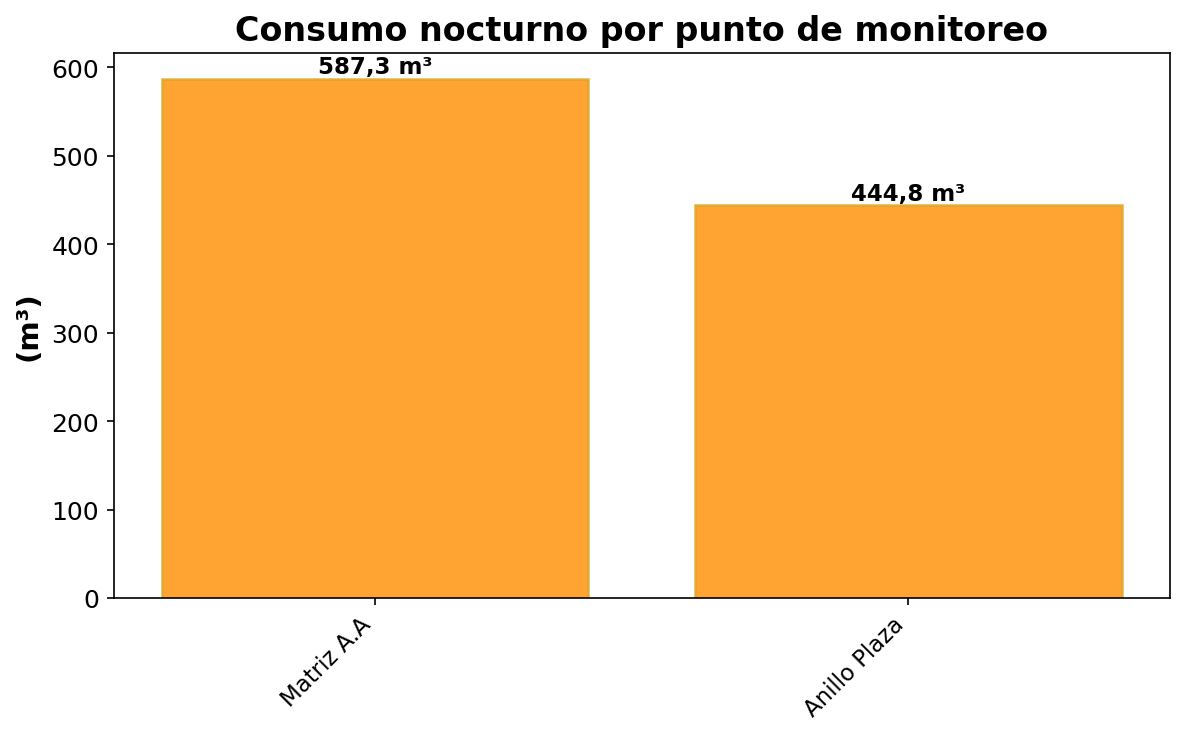 Consumo nocturno por punto de monitoreo
(m³)
600
500
400
300
200
100
0
587,3 m³
444,8 m³
Matriz A.A
Anillo Plaza